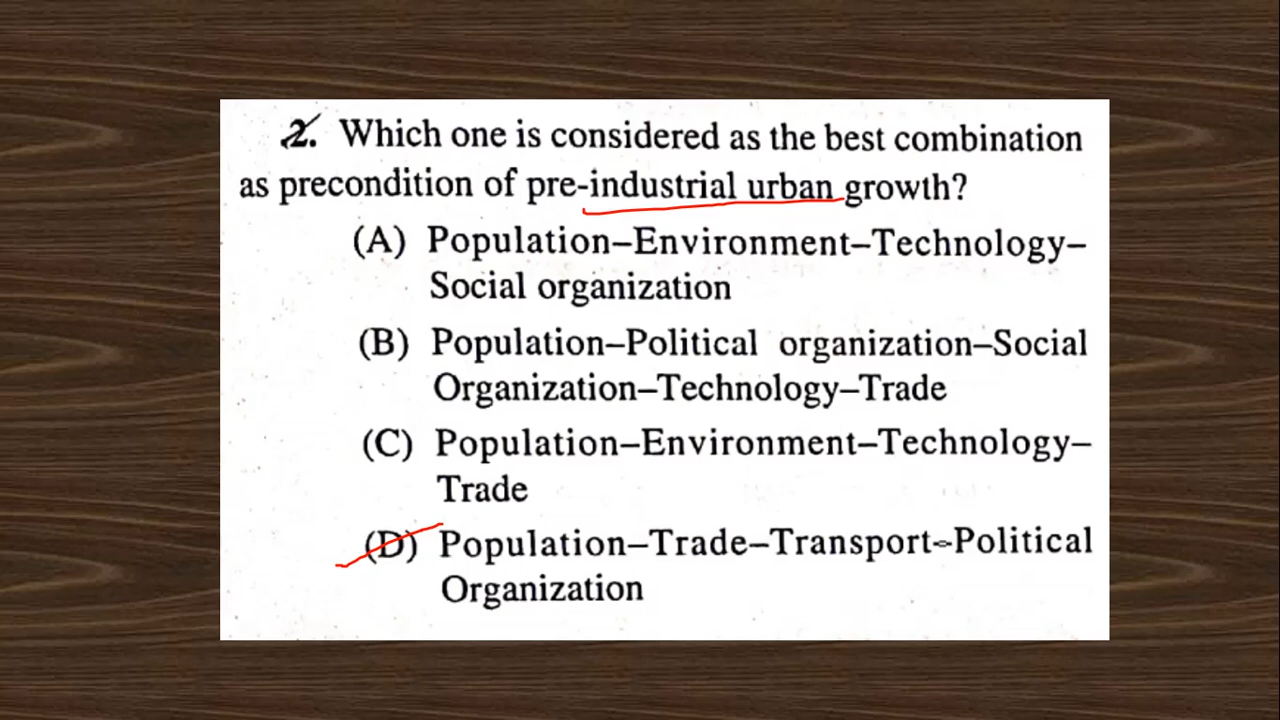 2. Which one is considered as the best combination
as precondition of pre-industrial urban growth?
(A) Population–Environment–Technology–
Social organization
(B) Population–Political organization–Social
Organization–Technology–Trade
(C) Population–Environment–Technology–
Trade
(D) Population–Trade–Transport–Political
Organization